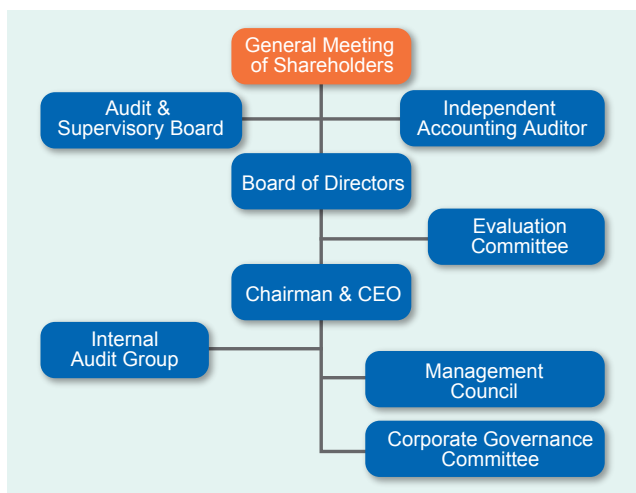 General Meeting
of Shareholders
Audit &
Supervisory Board
Independent
Accounting Auditor
Board of Directors
Evaluation
Committee
Chairman & CEO
Internal
Audit Group
Management
Council
Corporate Governance
Committee